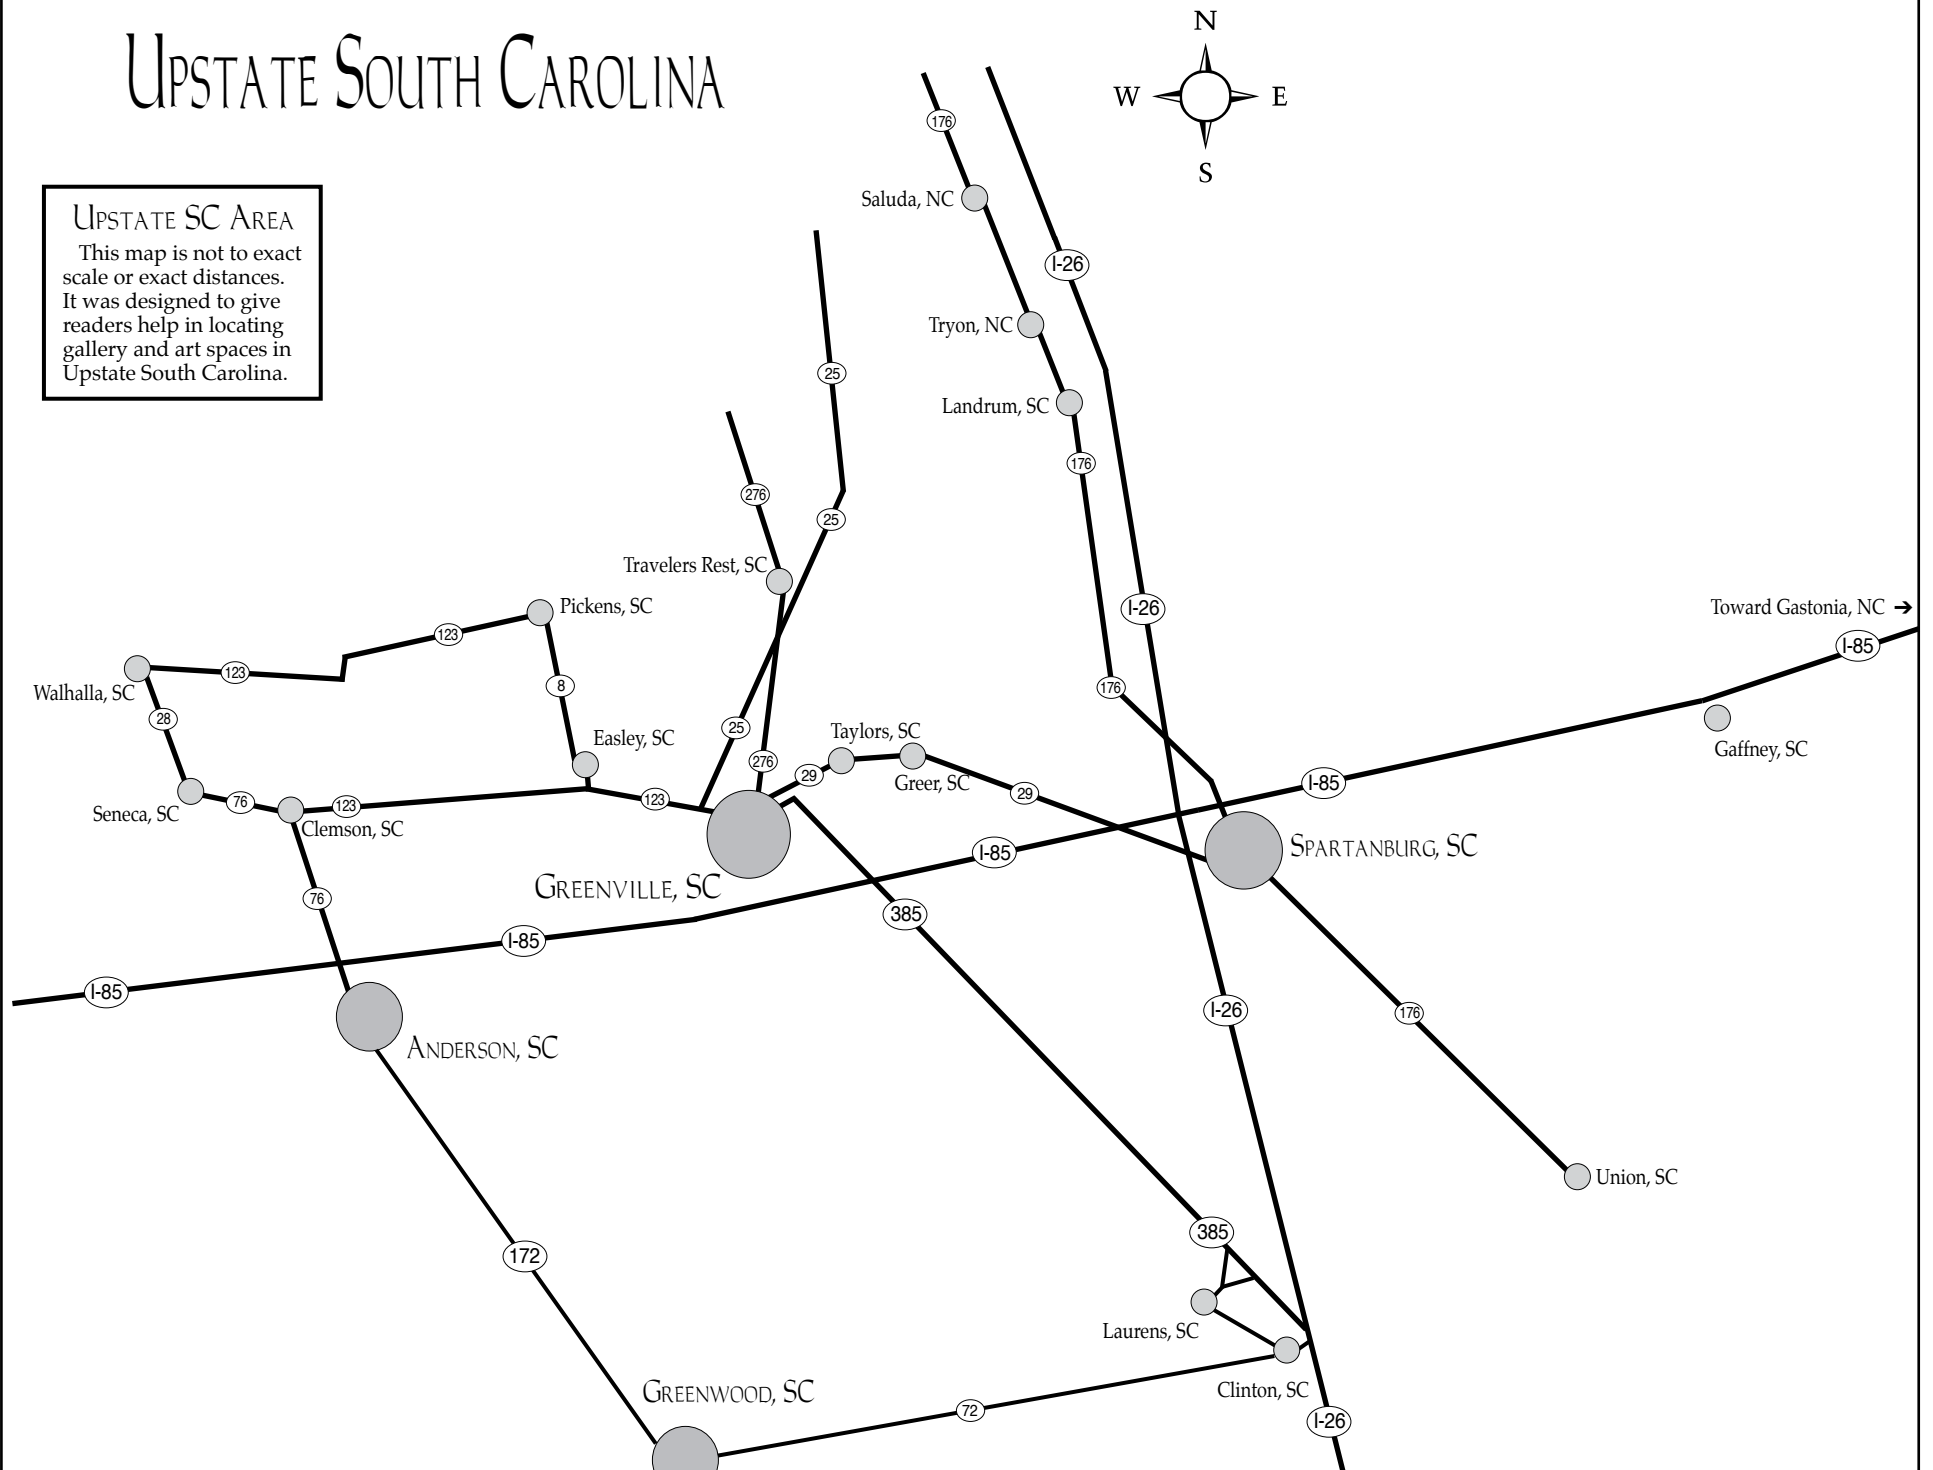 UPSTATE SOUTH CAROLINA
N
W
E
S
UPSTATE SC AREA
This map is not to exact
scale or exact distances.
It was designed to give
readers help in locating
gallery and art spaces in
Upstate South Carolina.
176
Saluda, NC
I-26
Tryon, NC
25
Landrum, SC
176
276
25
Travelers Rest, SC
Pickens, SC
I-26
Toward Gastonia, NC ➔
123
I-85
123
Walhalla, SC
8
176
28
25
Taylors, SC
Gaffney, SC
Easley, SC
276
29
Greer, SC
I-85
Seneca, SC
76
123
123
29
Clemson, SC
SPARTANBURG, SC
I-85
GREENVILLE, SC
76
385
I-85
I-85
I-26
176
ANDERSON, SC
Union, SC
385
172
Laurens, SC
GREENWOOD, SC
Clinton, SC
72
I-26